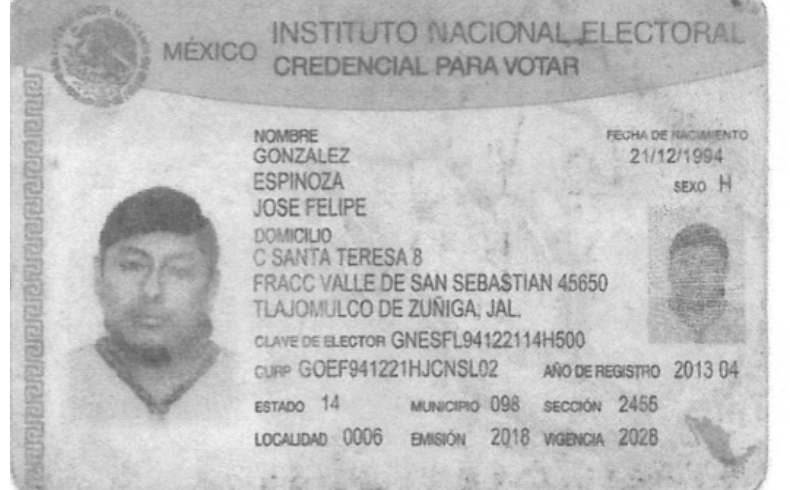 MÉXICO INSTITUTO NACIONAL ELECTORAL
CREDENCIAL PARA VOTAR
NOMBRE
GONZALEZ
ESPINOZA
JOSE FELIPE
FECHA DE NACIMIENTO
21/12/1994
SEXO H
DOMICILIO
C SANTA TERESA 8
FRACC VALLE DE SAN SEBASTIAN 45650
TLAJOMULCO DE ZUÑIGA, JAL.
CLAVE DE ELECTOR GNESFL94122114H500
CURP GOEF941221HJCNSL02 AÑO DE REGISTRO 2013 04
ESTADO 14 MUNICIPIO 098 SECCIÓN 2456
LOCALIDAD 0006 EMISIÓN 2018 VIGENCIA 2028